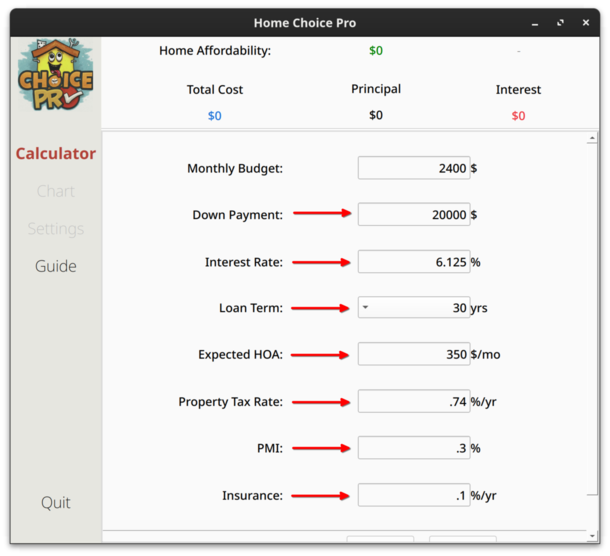 Home Choice Pro
CHOICE
PRO
Home Affordability: $0 -
Total Cost Principal Interest
$0 $0 $0
Calculator
Chart
Settings
Guide
Quit
Monthly Budget: 2400 $
Down Payment: 20000 $
Interest Rate: 6.125 %
Loan Term: 30 yrs
Expected HOA: 350 $/mo
Property Tax Rate: .74 %/yr
PMI: .3 %
Insurance: .1 %/yr